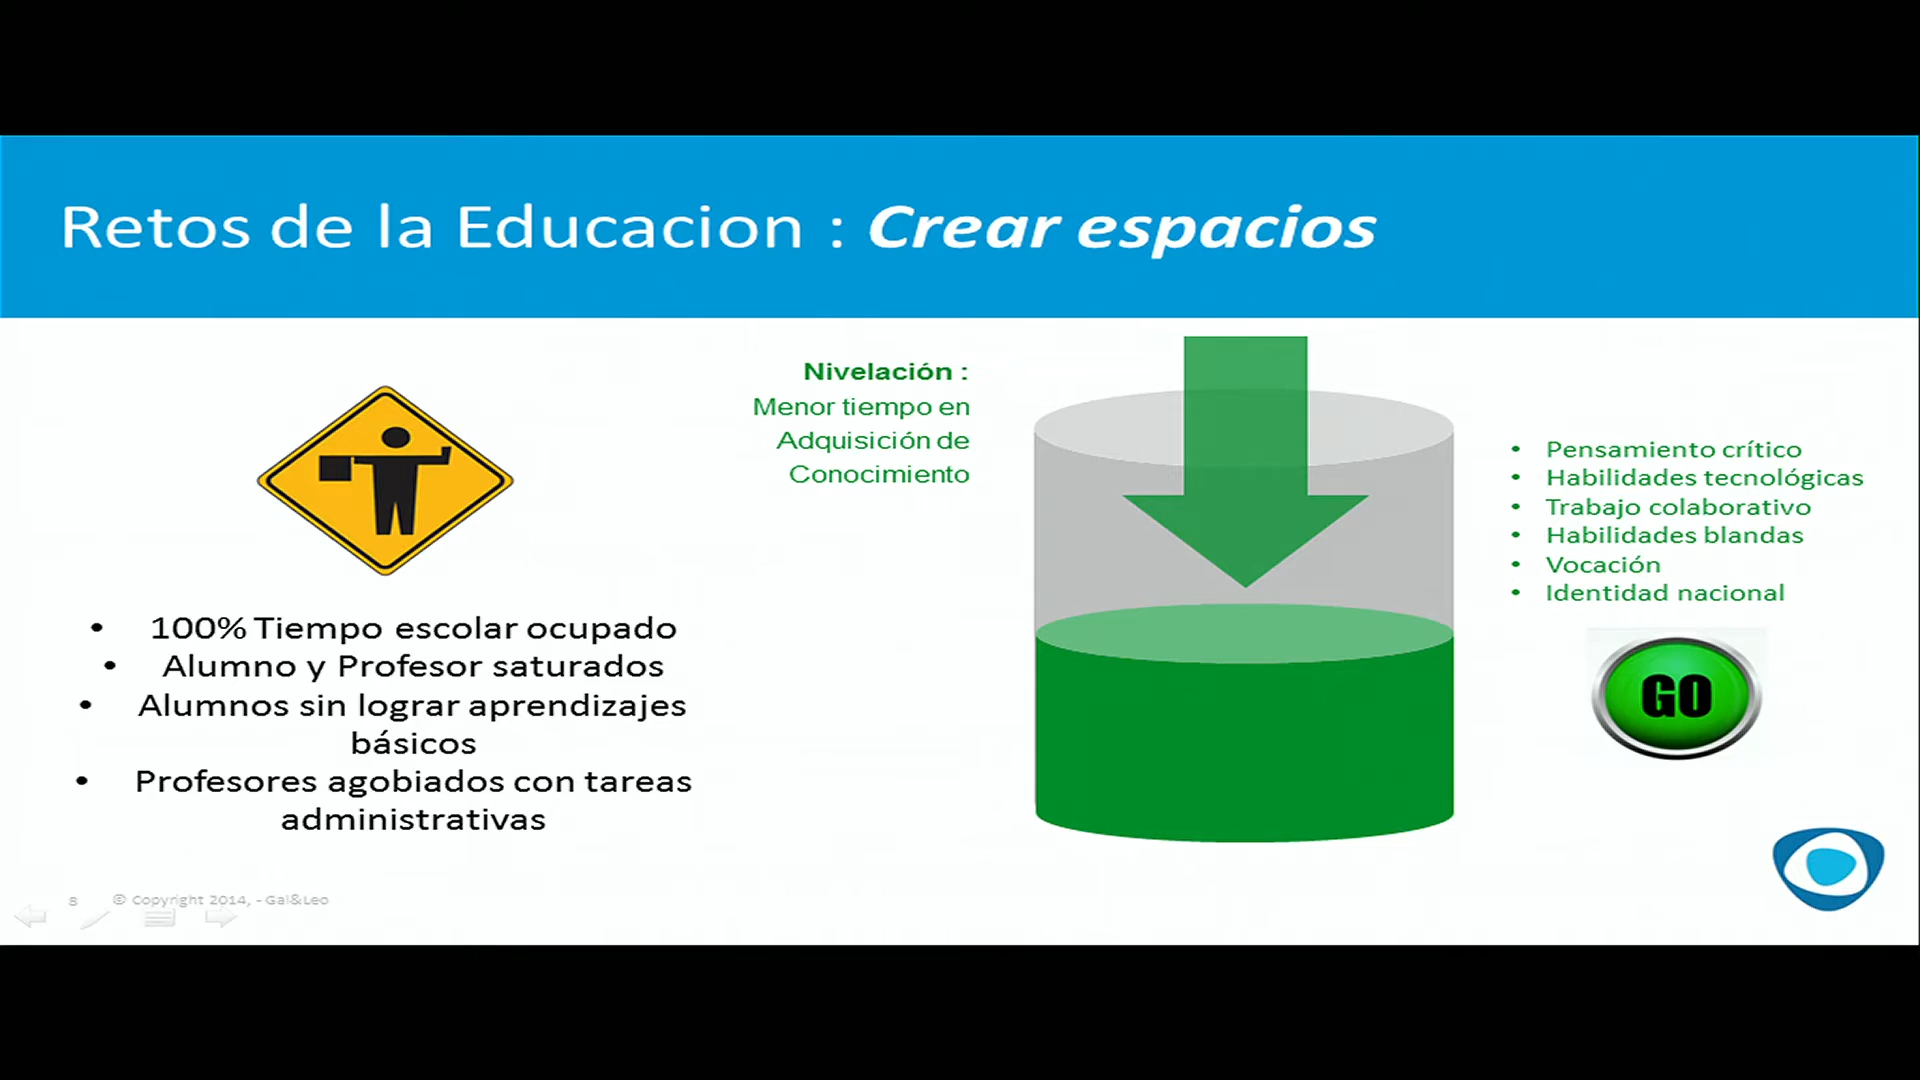 Retos de la Educacion : Crear espacios
Nivelación :
Menor tiempo en
Adquisición de
Conocimiento
• Pensamiento crítico
• Habilidades tecnológicas
• Trabajo colaborativo
• Habilidades blandas
• Vocación
• Identidad nacional
GO
• 100% Tiempo escolar ocupado
• Alumno y Profesor saturados
• Alumnos sin lograr aprendizajes
básicos
• Profesores agobiados con tareas
administrativas
8 © Copyright 2014, - Gal&Leo